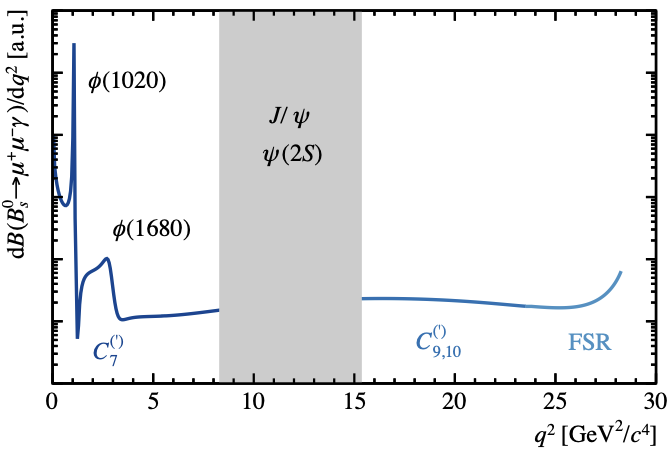 dB(B⁰ₛ→μ⁺μ⁻γ)/dq² [a.u.]
ϕ(1020)
J/ψ
ψ(2S)
ϕ(1680)
C₇⁽′⁾
C₉,₁₀⁽′⁾
FSR
0 5 10 15 20 25 30
q² [GeV²/c⁴]